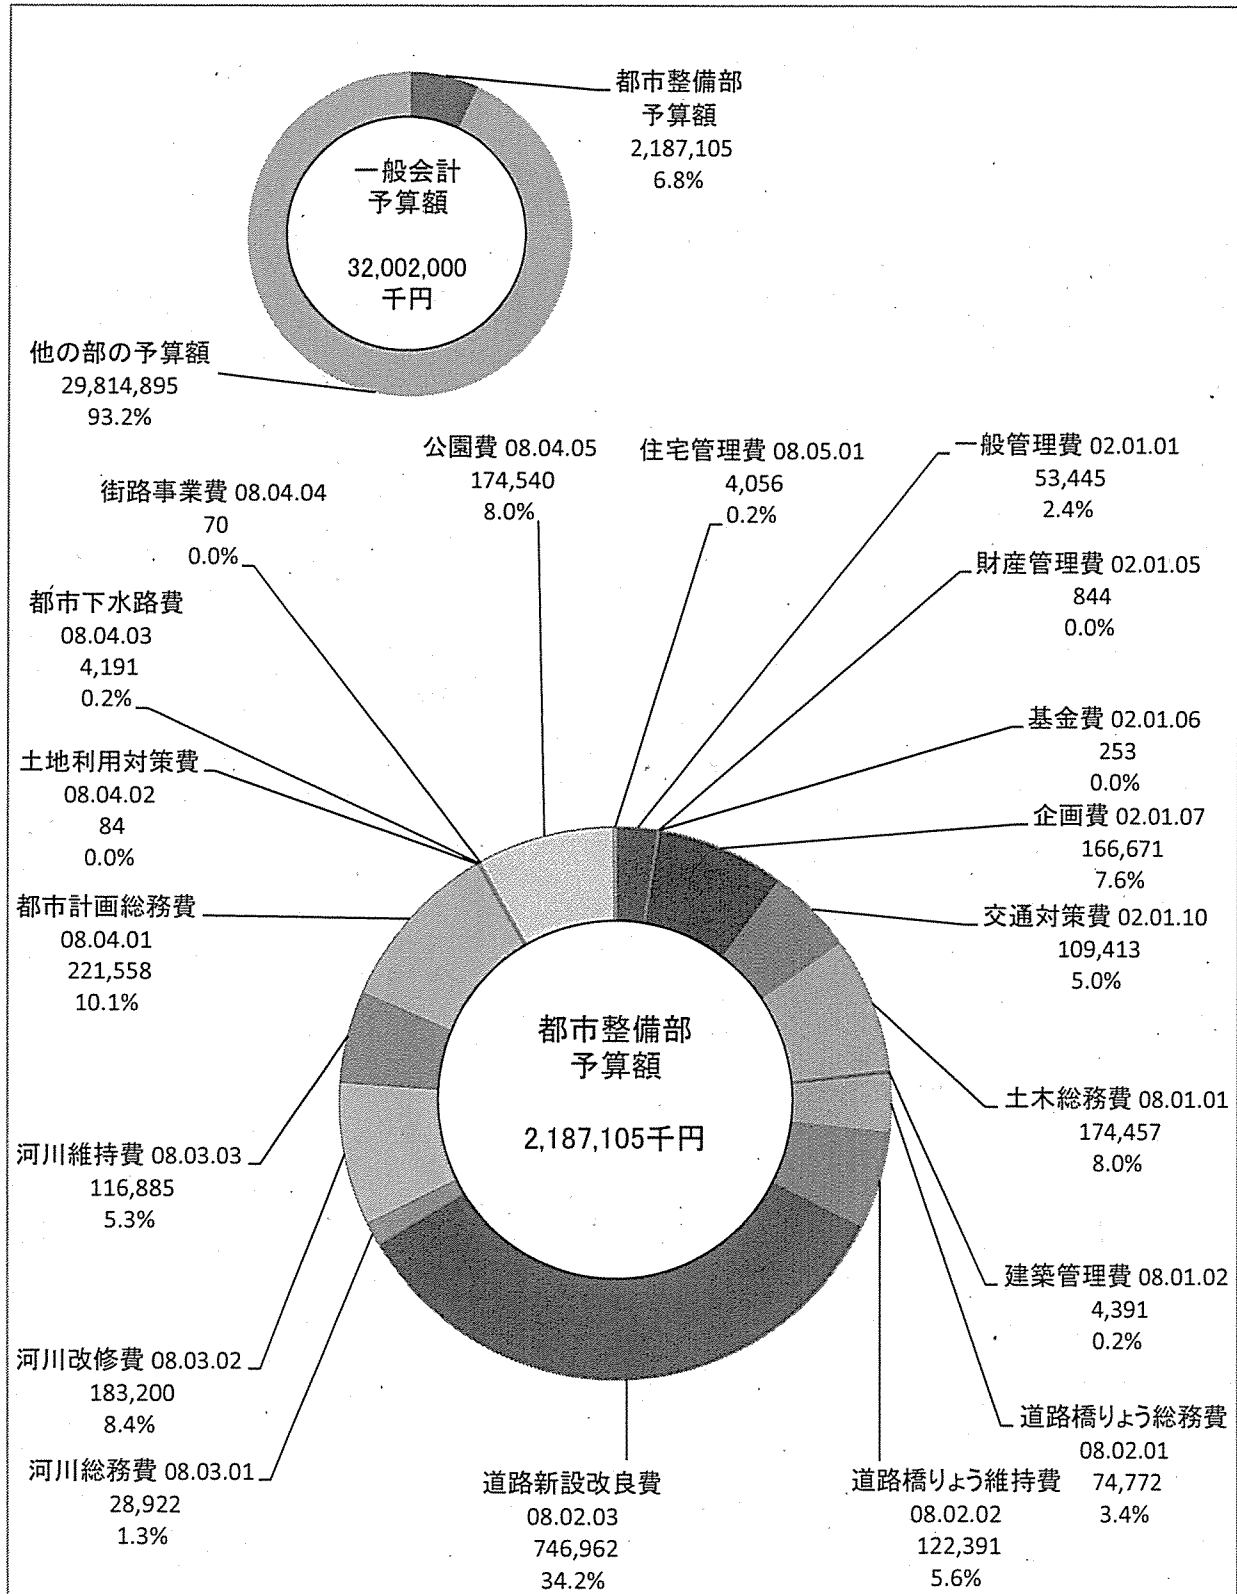 都市整備部
予算額
2,187,105
6.8%
一般会計
予算額
32,002,000
千円
他の部の予算額
29,814,895
93.2%
公園費 08.04.05
174,540
8.0%
住宅管理費 08.05.01
4,056
0.2%
一般管理費 02.01.01
53,445
2.4%
街路事業費 08.04.04
70
0.0%
財産管理費 02.01.05
844
0.0%
都市下水路費
08.04.03
4,191
0.2%
基金費 02.01.06
253
0.0%
土地利用対策費
08.04.02
84
0.0%
企画費 02.01.07
166,671
7.6%
都市計画総務費
08.04.01
221,558
10.1%
交通対策費 02.01.10
109,413
5.0%
都市整備部
予算額
2,187,105千円
土木総務費 08.01.01
174,457
8.0%
河川維持費 08.03.03
116,885
5.3%
建築管理費 08.01.02
4,391
0.2%
河川改修費 08.03.02
183,200
8.4%
道路橋りょう総務費
08.02.01
74,772
3.4%
河川総務費 08.03.01
28,922
1.3%
道路新設改良費
08.02.03
746,962
34.2%
道路橋りょう維持費
08.02.02
122,391
5.6%